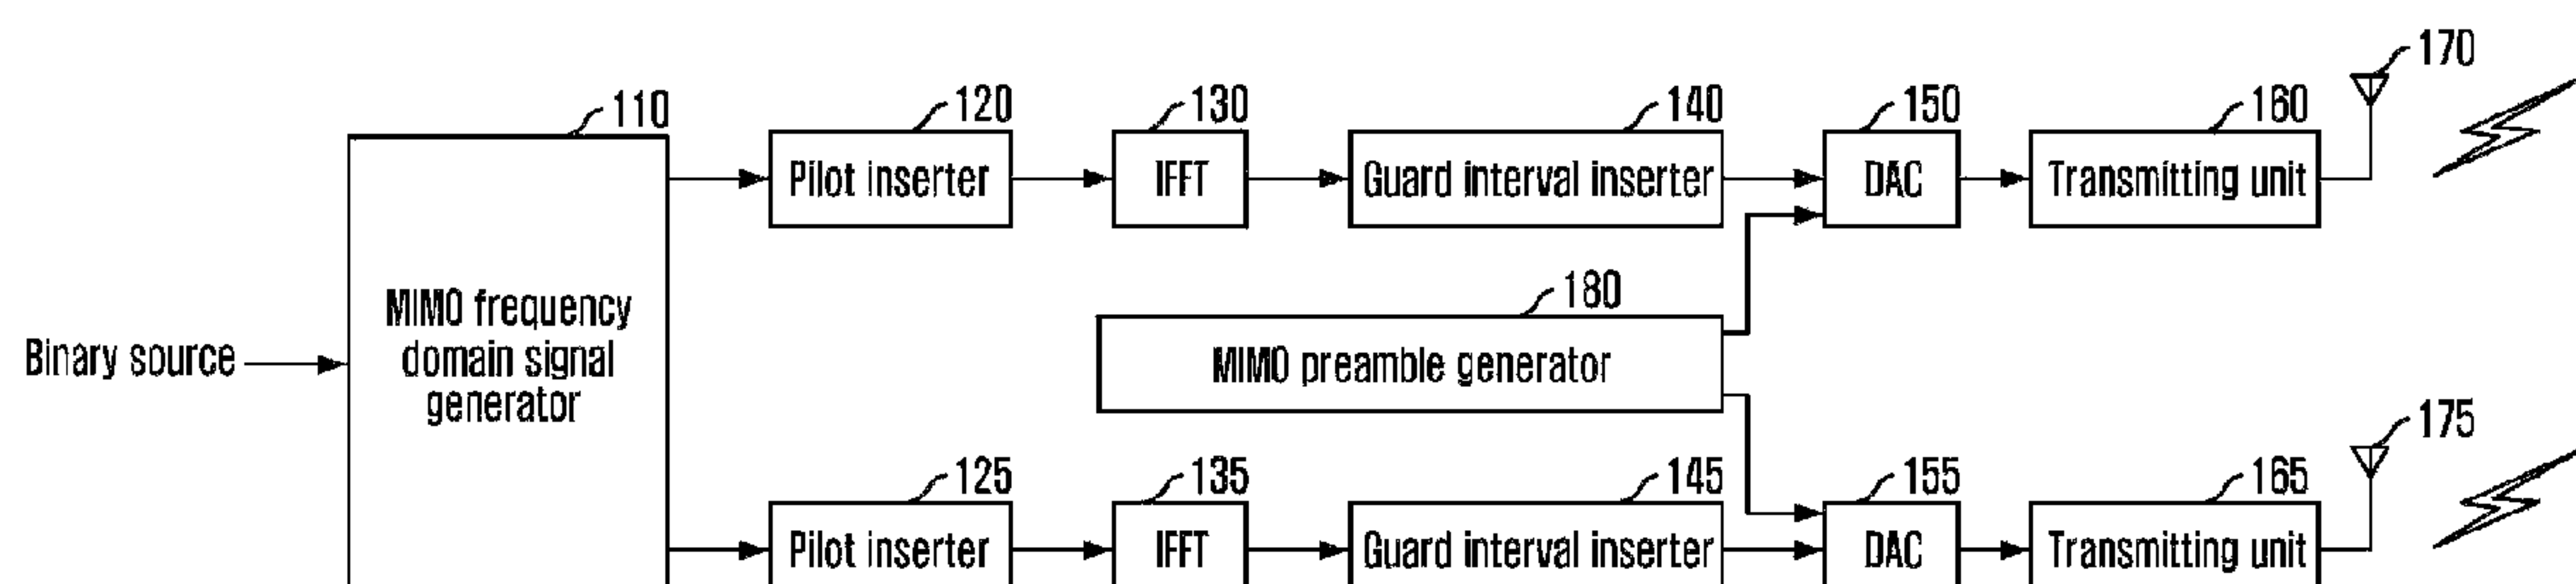 170
110
120
130
140
150
160
Pilot inserter
IFFT
Guard interval inserter
DAC
Transmitting unit
180
MIMO frequency
domain signal
generator
Binary source
MIMO preamble generator
175
125
135
145
155
165
Pilot inserter
IFFT
Guard interval inserter
DAC
Transmitting unit